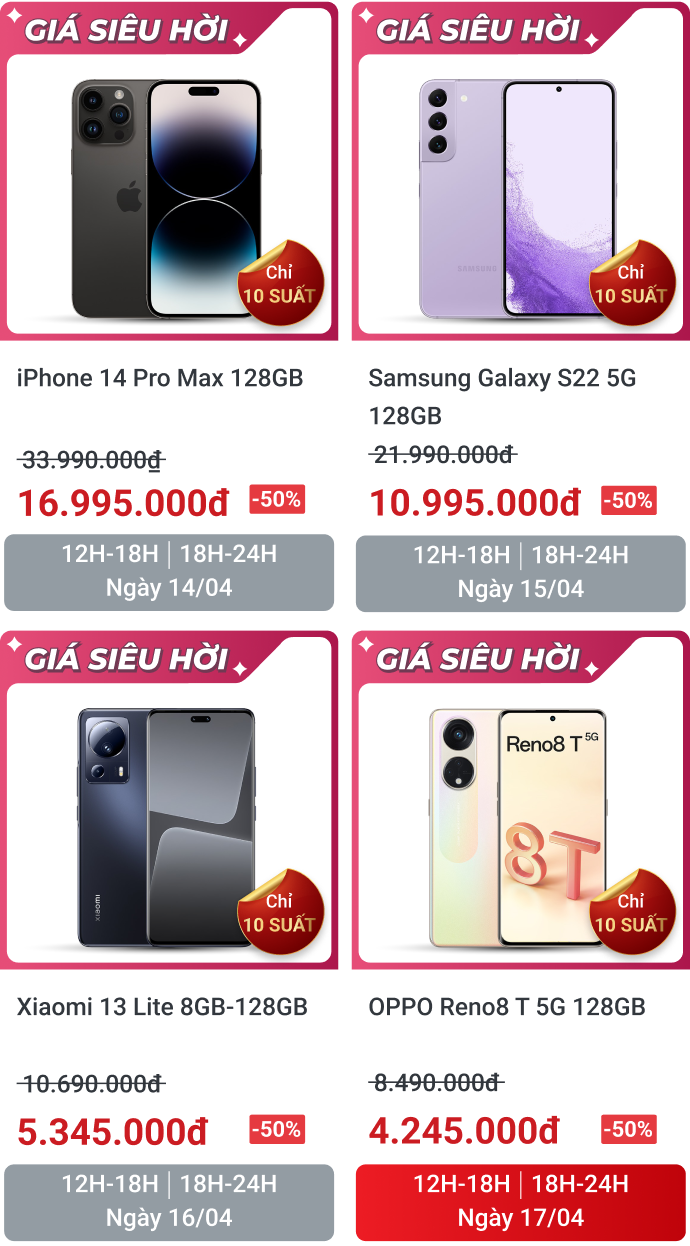 GIÁ SIÊU HỜI
Chỉ
10 SUẤT
iPhone 14 Pro Max 128GB
33.990.000₫
16.995.000đ -50%
12H-18H | 18H-24H
Ngày 14/04
GIÁ SIÊU HỜI
SAMSUNG
Chỉ
10 SUẤT
Samsung Galaxy S22 5G
128GB
21.990.000đ
10.995.000đ -50%
12H-18H | 18H-24H
Ngày 15/04
GIÁ SIÊU HỜI
xiaomi
Chỉ
10 SUẤT
Xiaomi 13 Lite 8GB-128GB
10.690.000đ
5.345.000đ -50%
12H-18H | 18H-24H
Ngày 16/04
GIÁ SIÊU HỜI
Reno8 T 5G
8T
Chỉ
10 SUẤT
OPPO Reno8 T 5G 128GB
8.490.000đ
4.245.000đ -50%
12H-18H | 18H-24H
Ngày 17/04